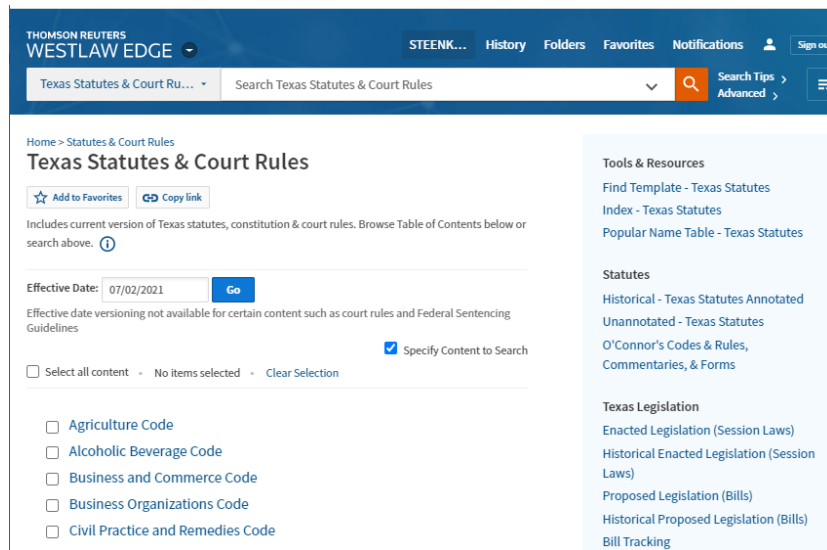 THOMSON REUTERS
WESTLAW EDGE
STEENK... History Folders Favorites Notifications Sign
Texas Statutes & Court Ru... Search Texas Statutes & Court Rules
Search Tips
Advanced
Home > Statutes & Court Rules
Texas Statutes & Court Rules
Add to Favorites Copy link
Includes current version of Texas statutes, constitution & court rules. Browse Table of Contents below or
search above.
Effective Date: 07/02/2021 Go
Effective date versioning not available for certain content such as court rules and Federal Sentencing
Guidelines
Specify Content to Search
Select all content • No items selected • Clear Selection
Agriculture Code
Alcoholic Beverage Code
Business and Commerce Code
Business Organizations Code
Civil Practice and Remedies Code
Tools & Resources
Find Template - Texas Statutes
Index - Texas Statutes
Popular Name Table - Texas Statutes
Statutes
Historical - Texas Statutes Annotated
Unannotated - Texas Statutes
O'Connor's Codes & Rules,
Commentaries, & Forms
Texas Legislation
Enacted Legislation (Session Laws)
Historical Enacted Legislation (Session
Laws)
Proposed Legislation (Bills)
Historical Proposed Legislation (Bills)
Bill Tracking